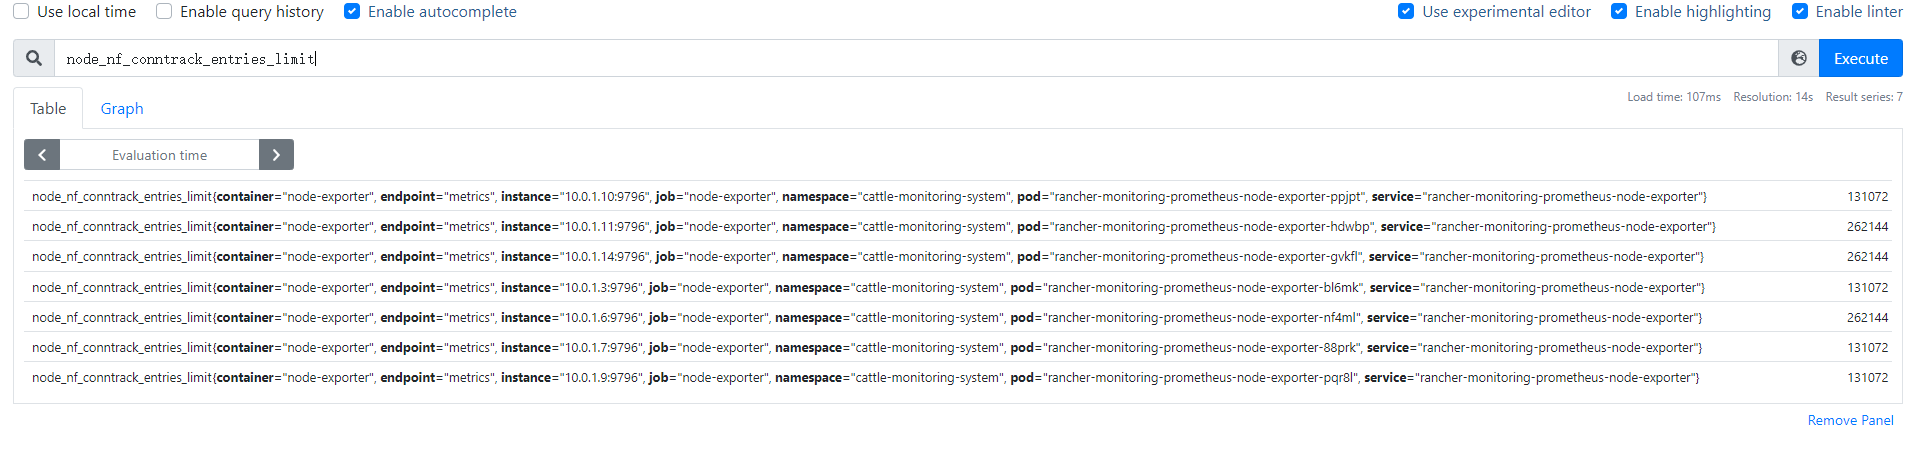 Use local time Enable query history Enable autocomplete Use experimental editor Enable highlighting Enable linter
node_nf_conntrack_entries_limit Execute
Table Graph Load time: 107ms Resolution: 14s Result series: 7
Evaluation time
node_nf_conntrack_entries_limit{container="node-exporter", endpoint="metrics", instance="10.0.1.10:9796", job="node-exporter", namespace="cattle-monitoring-system", pod="rancher-monitoring-prometheus-node-exporter-ppjpt", service="rancher-monitoring-prometheus-node-exporter"} 131072
node_nf_conntrack_entries_limit{container="node-exporter", endpoint="metrics", instance="10.0.1.11:9796", job="node-exporter", namespace="cattle-monitoring-system", pod="rancher-monitoring-prometheus-node-exporter-hdwbp", service="rancher-monitoring-prometheus-node-exporter"} 262144
node_nf_conntrack_entries_limit{container="node-exporter", endpoint="metrics", instance="10.0.1.14:9796", job="node-exporter", namespace="cattle-monitoring-system", pod="rancher-monitoring-prometheus-node-exporter-gvkfl", service="rancher-monitoring-prometheus-node-exporter"} 262144
node_nf_conntrack_entries_limit{container="node-exporter", endpoint="metrics", instance="10.0.1.3:9796", job="node-exporter", namespace="cattle-monitoring-system", pod="rancher-monitoring-prometheus-node-exporter-bl6mk", service="rancher-monitoring-prometheus-node-exporter"} 131072
node_nf_conntrack_entries_limit{container="node-exporter", endpoint="metrics", instance="10.0.1.6:9796", job="node-exporter", namespace="cattle-monitoring-system", pod="rancher-monitoring-prometheus-node-exporter-nf4ml", service="rancher-monitoring-prometheus-node-exporter"} 262144
node_nf_conntrack_entries_limit{container="node-exporter", endpoint="metrics", instance="10.0.1.7:9796", job="node-exporter", namespace="cattle-monitoring-system", pod="rancher-monitoring-prometheus-node-exporter-88prk", service="rancher-monitoring-prometheus-node-exporter"} 131072
node_nf_conntrack_entries_limit{container="node-exporter", endpoint="metrics", instance="10.0.1.9:9796", job="node-exporter", namespace="cattle-monitoring-system", pod="rancher-monitoring-prometheus-node-exporter-pqr8l", service="rancher-monitoring-prometheus-node-exporter"} 131072
Remove Panel